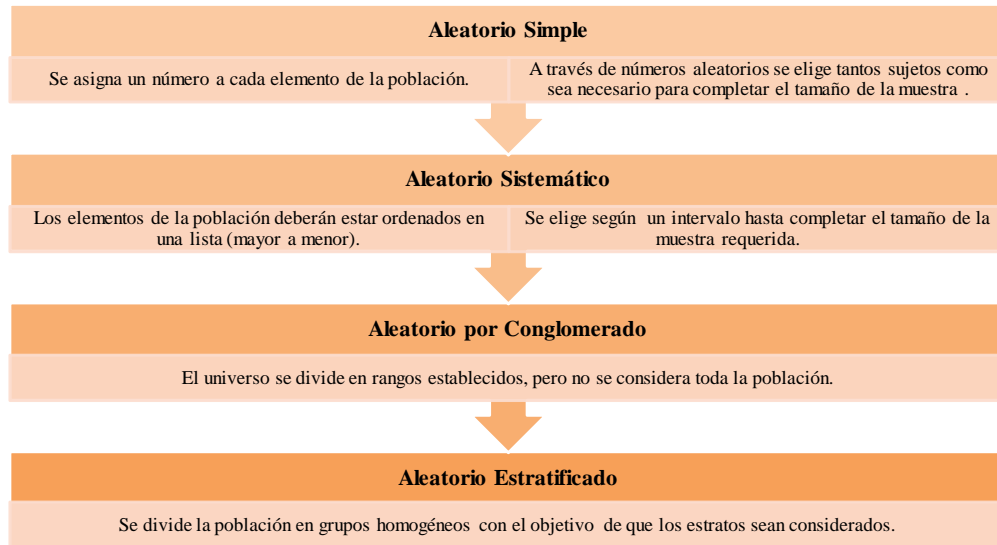 Aleatorio Simple
Se asigna un número a cada elemento de la población.
A través de números aleatorios se elige tantos sujetos como
sea necesario para completar el tamaño de la muestra .
Aleatorio Sistemático
Los elementos de la población deberán estar ordenados en
una lista (mayor a menor).
Se elige según un intervalo hasta completar el tamaño de la
muestra requerida.
Aleatorio por Conglomerado
El universo se divide en rangos establecidos, pero no se considera toda la población.
Aleatorio Estratificado
Se divide la población en grupos homogéneos con el objetivo de que los estratos sean considerados.